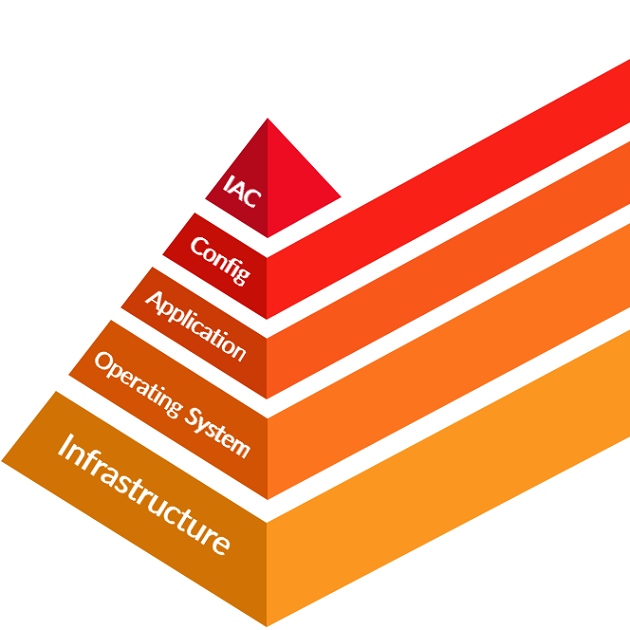 IAC
Config
Application
Operating System
Infrastructure